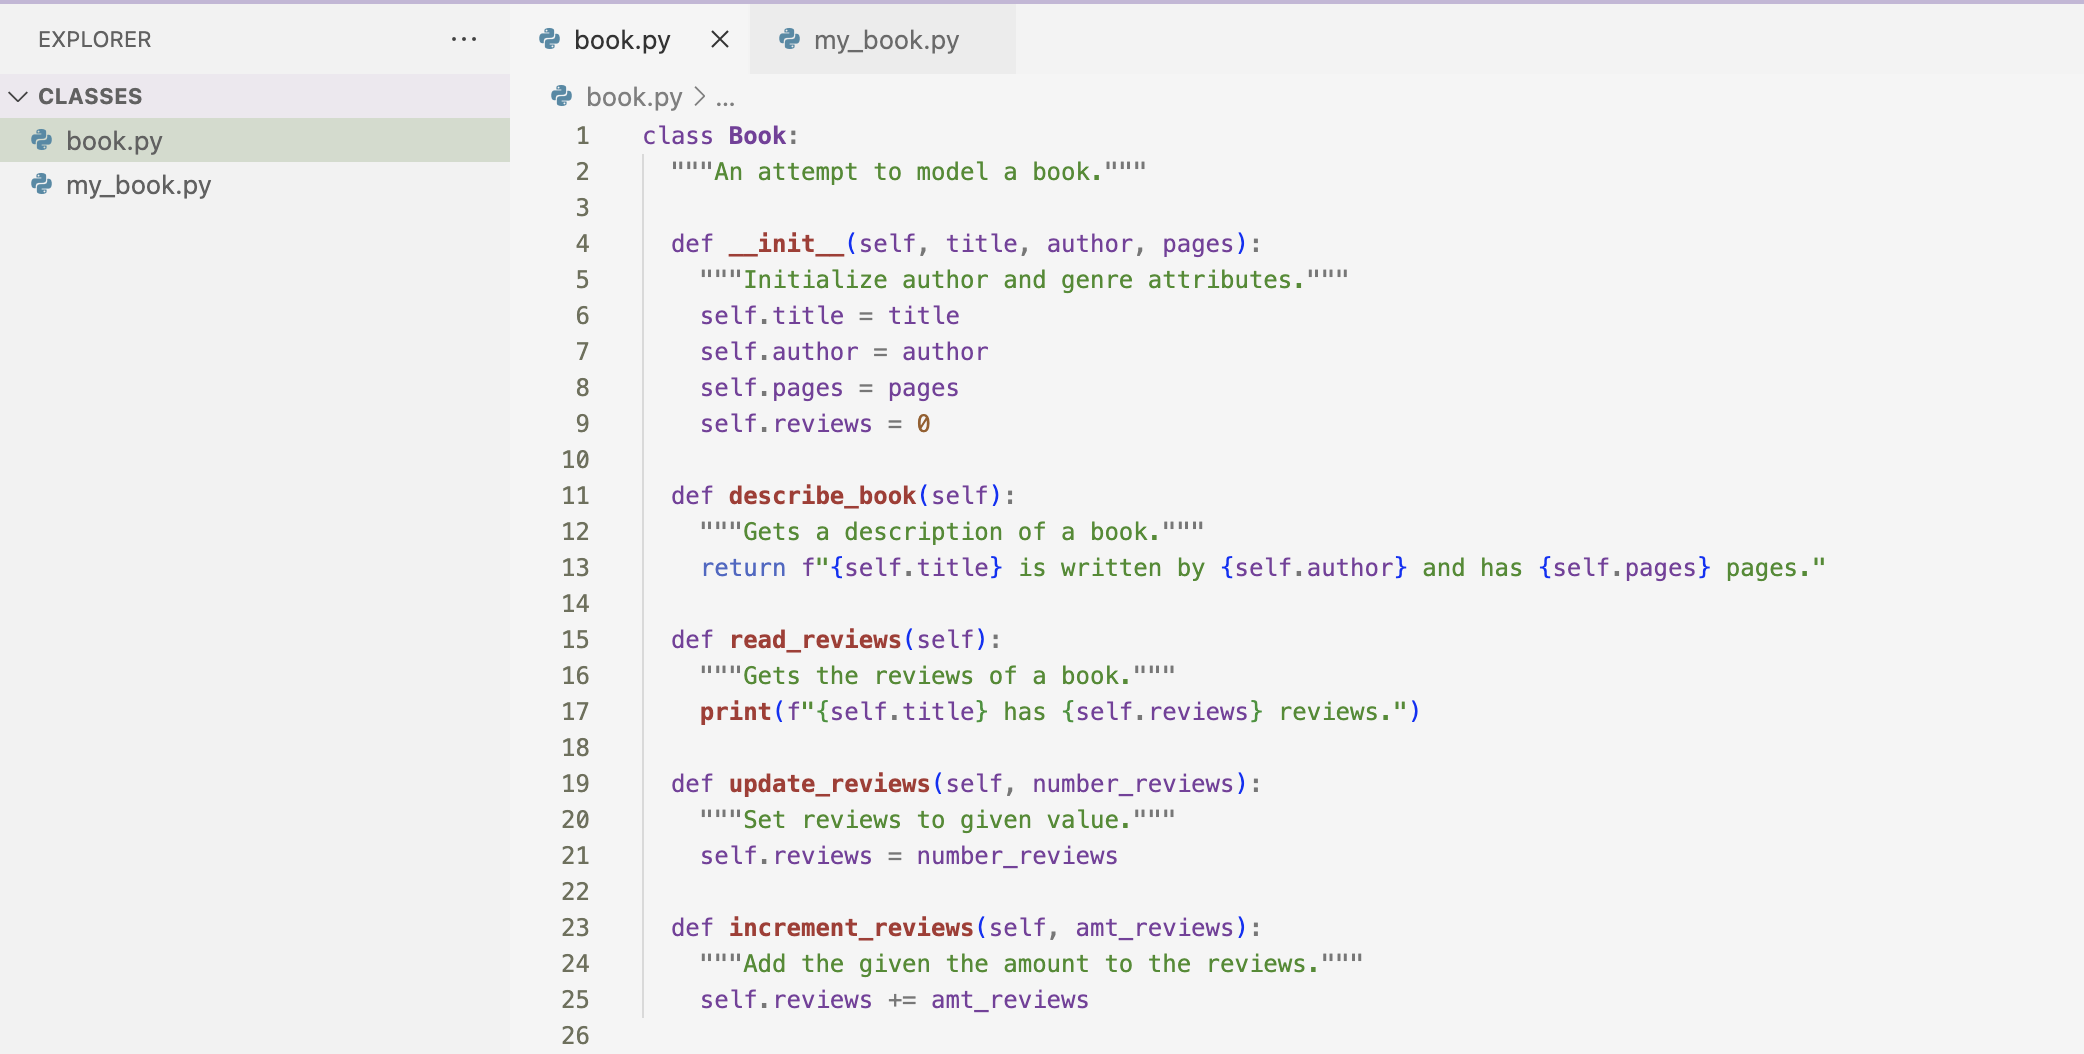 EXPLORER ...
CLASSES
book.py
my_book.py
book.py my_book.py
book.py > ...
1 class Book:
2   """An attempt to model a book."""
3
4   def __init__(self, title, author, pages):
5     """Initialize author and genre attributes."""
6     self.title = title
7     self.author = author
8     self.pages = pages
9     self.reviews = 0
10
11   def describe_book(self):
12     """Gets a description of a book."""
13     return f"{self.title} is written by {self.author} and has {self.pages} pages."
14
15   def read_reviews(self):
16     """Gets the reviews of a book."""
17     print(f"{self.title} has {self.reviews} reviews.")
18
19   def update_reviews(self, number_reviews):
20     """Set reviews to given value."""
21     self.reviews = number_reviews
22
23   def increment_reviews(self, amt_reviews):
24     """Add the given the amount to the reviews."""
25     self.reviews += amt_reviews
26